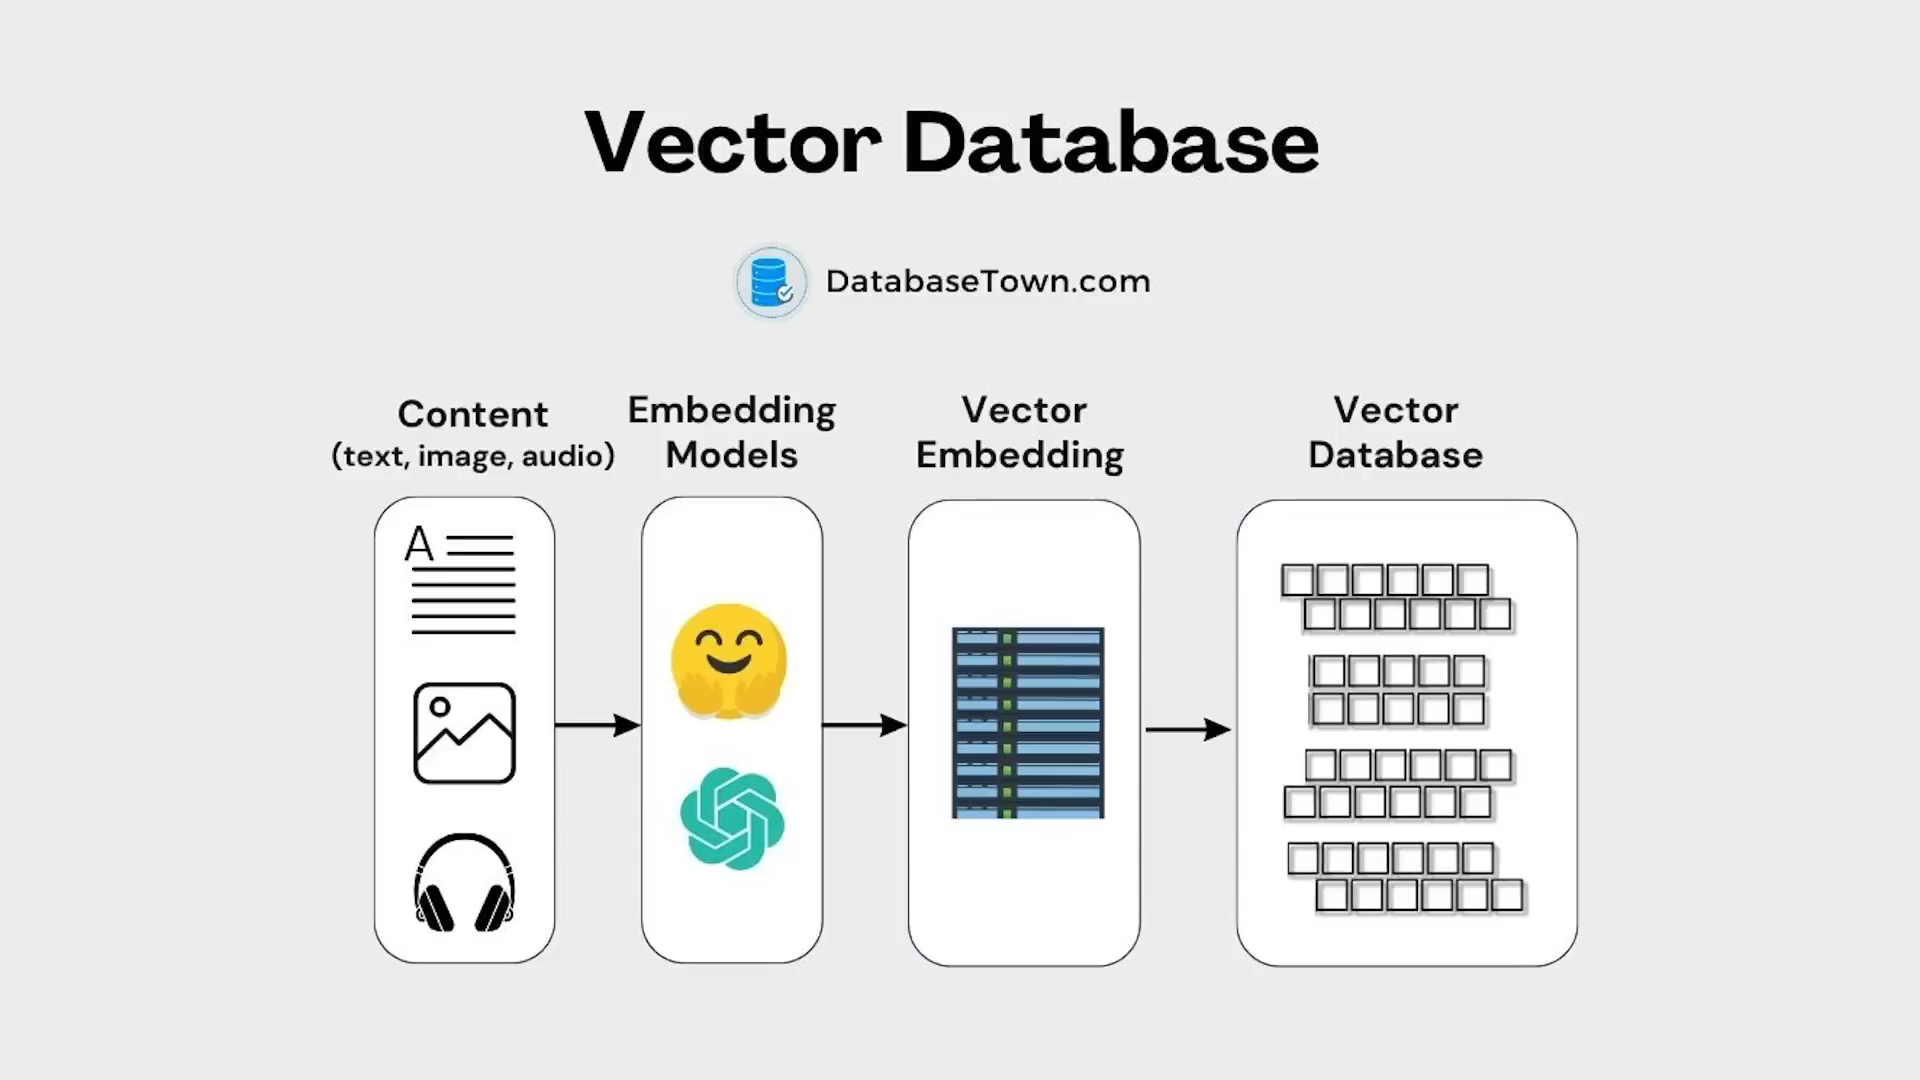 Vector Database
DatabaseTown.com
Content
(text, image, audio)
Embedding
Models
Vector
Embedding
Vector
Database
A